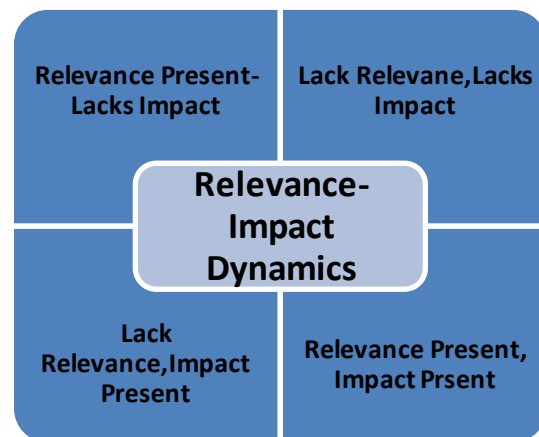 Relevance Present-
Lacks Impact
Lack Relevane,Lacks
Impact
Relevance-
Impact
Dynamics
Lack
Relevance,Impact
Present
Relevance Present,
Impact Prsent